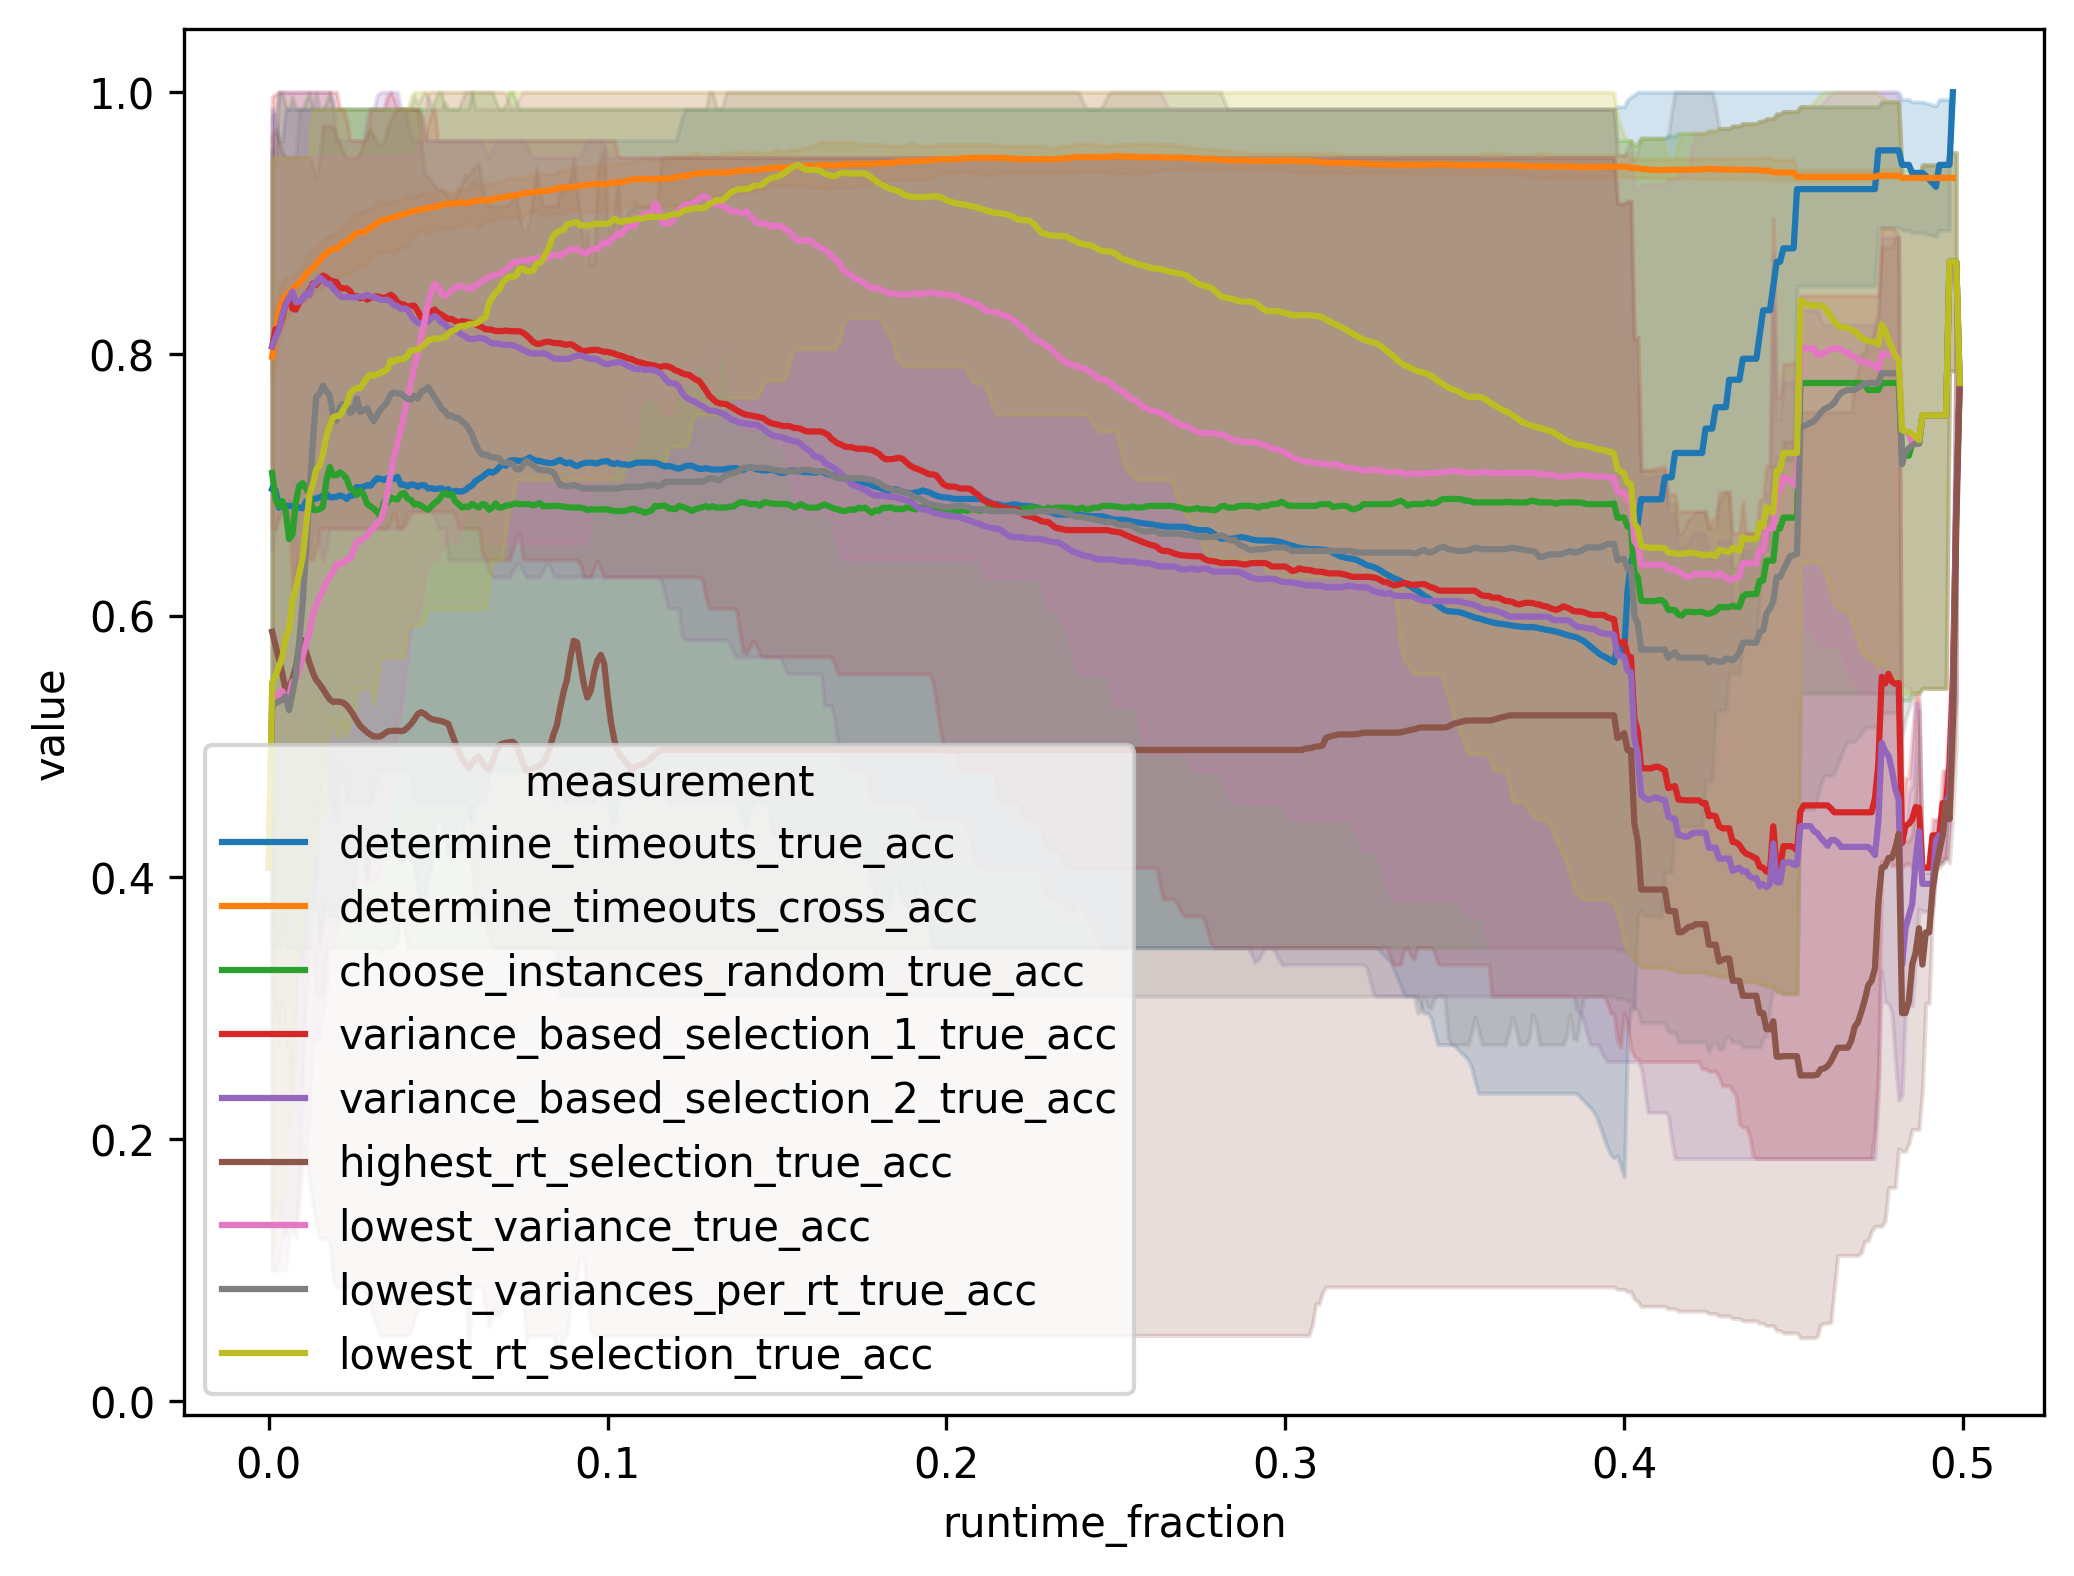 1.0
0.8
0.6
0.4
0.2
0.0
value
measurement
determine_timeouts_true_acc
determine_timeouts_cross_acc
choose_instances_random_true_acc
variance_based_selection_1_true_acc
variance_based_selection_2_true_acc
highest_rt_selection_true_acc
lowest_variance_true_acc
lowest_variances_per_rt_true_acc
lowest_rt_selection_true_acc
0.0 0.1 0.2 0.3 0.4 0.5
runtime_fraction